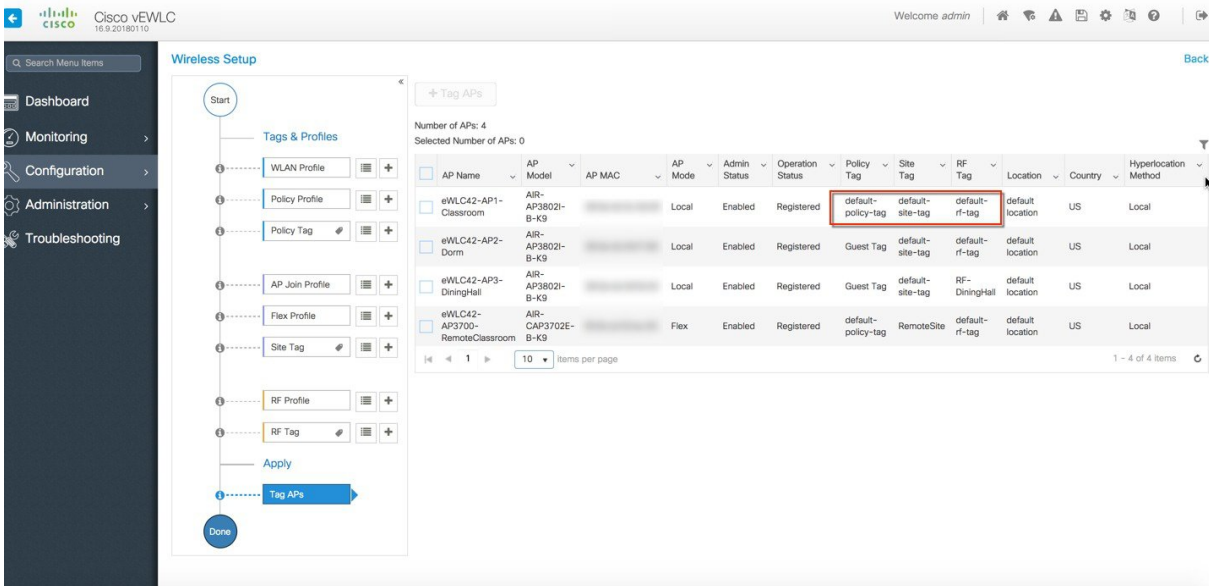 CISCO
Cisco vEWLC
16.9.20180110
Welcome admin
Search Menu Items
Dashboard
Monitoring
Configuration
Administration
Troubleshooting
Wireless Setup
Back
Start
Tags & Profiles
WLAN Profile
Policy Profile
Policy Tag
AP Join Profile
Flex Profile
Site Tag
RF Profile
RF Tag
Apply
Tag APs
Done
+ Tag APs
Number of APs: 4
Selected Number of APs: 0
AP Name AP Model AP MAC AP Mode Admin Status Operation Status Policy Tag Site Tag RF Tag Location Country Hyperlocation Method
eWLC42-AP1-Classroom AIR-AP3802I-B-K9 Local Enabled Registered default-policy-tag default-site-tag default-rf-tag default location US Local
eWLC42-AP2-Dorm AIR-AP3802I-B-K9 Local Enabled Registered Guest Tag default-site-tag default-rf-tag default location US Local
eWLC42-AP3-DiningHall AIR-AP3802I-B-K9 Local Enabled Registered Guest Tag default-site-tag RF-DiningHall default location US Local
eWLC42-AP3700-RemoteClassroom AIR-CAP3702E-B-K9 Flex Enabled Registered default-policy-tag RemoteSite default-rf-tag default location US Local
1 10 items per page 1 - 4 of 4 items